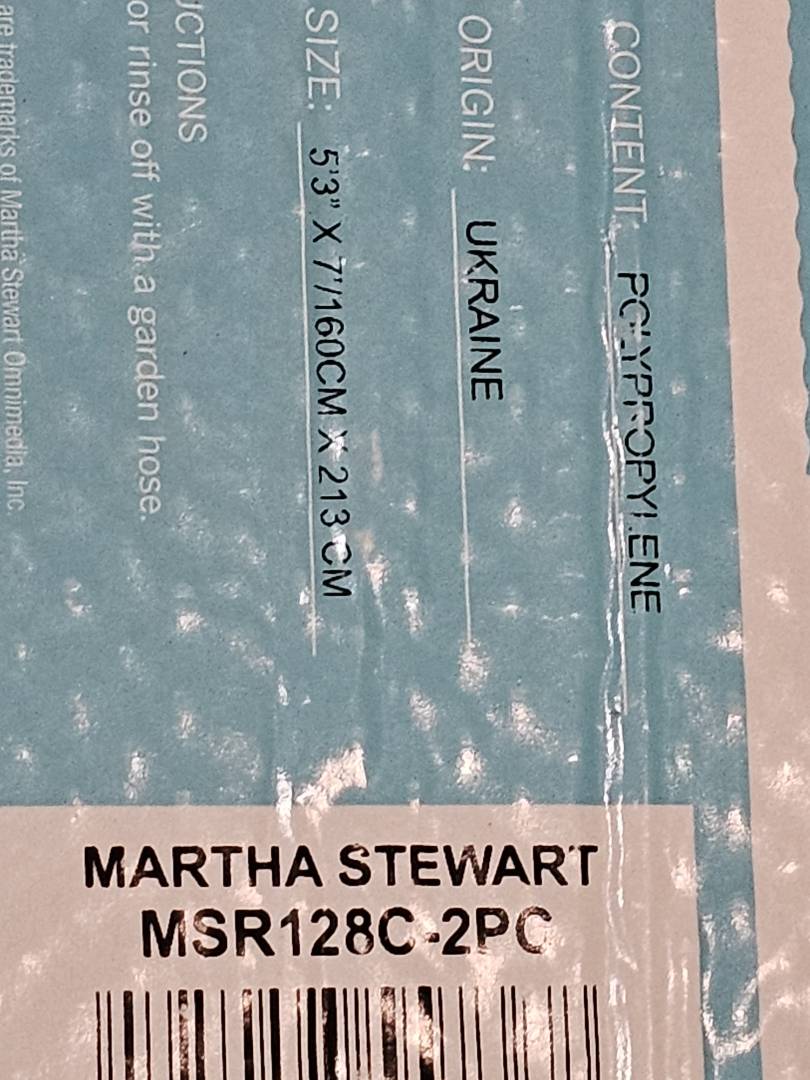 CONTENT: POLYPROPYLENE
ORIGIN: UKRAINE
SIZE: 5'3" X 7'/160CM X 213 CM
UCTIONS
or rinse off with a garden hose.
are trademarks of Martha Stewart Omnimedia, Inc.
MARTHA STEWART
MSR128C-2PC